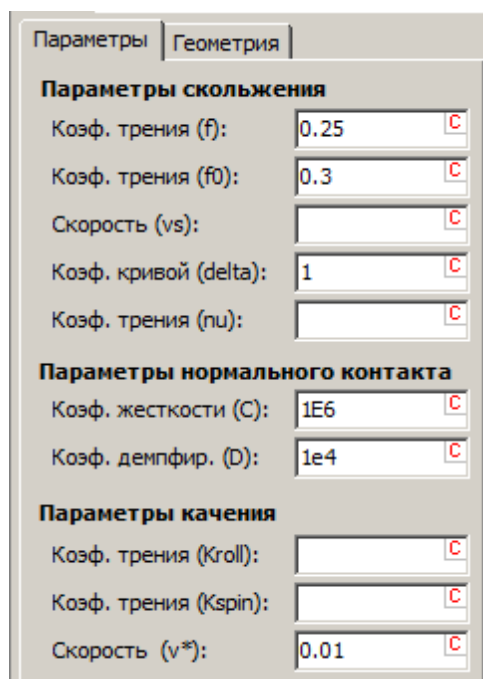 Параметры Геометрия
Параметры скольжения
Коэф. трения (f): 0.25 C
Коэф. трения (f0): 0.3 C
Скорость (vs): C
Коэф. кривой (delta): 1 C
Коэф. трения (nu): C
Параметры нормального контакта
Коэф. жесткости (C): 1E6 C
Коэф. демпфир. (D): 1e4 C
Параметры качения
Коэф. трения (Kroll): C
Коэф. трения (Kspin): C
Скорость (v*): 0.01 C